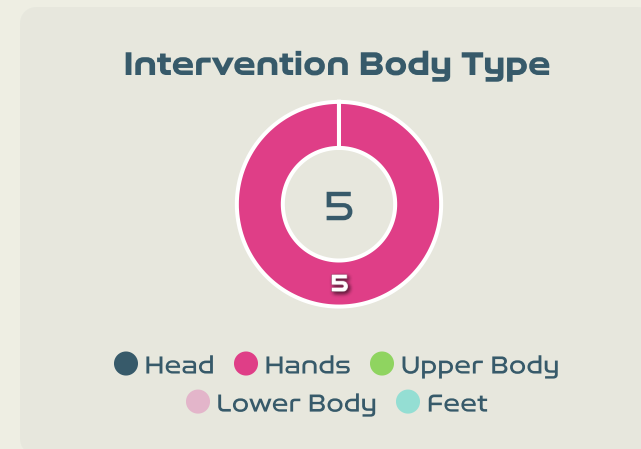 Intervention Body Type
5
5
Head Hands Upper Body
Lower Body Feet